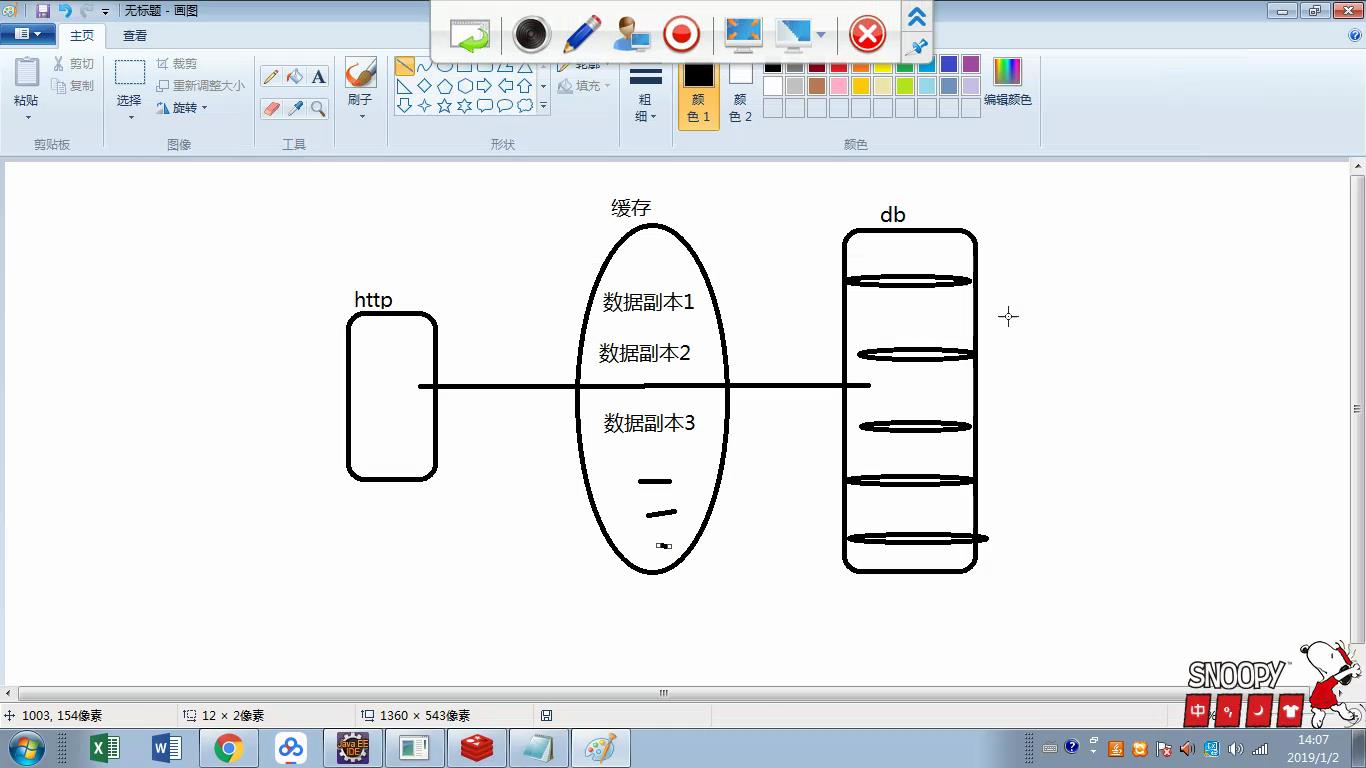 无标题 - 画图
主页
查看
粘贴
剪切
复制
剪贴板
选择
裁剪
重新调整大小
旋转
图像
A
工具
刷子
轮廓
填充
形状
粗
细
颜
色 1
颜
色 2
编辑颜色
颜色
缓存
db
http
数据副本1
数据副本2
数据副本3
SNOOPY™
中
1003, 154像素
12 × 2像素
1360 × 543像素
Java EE
IDE
14:07
2019/1/2